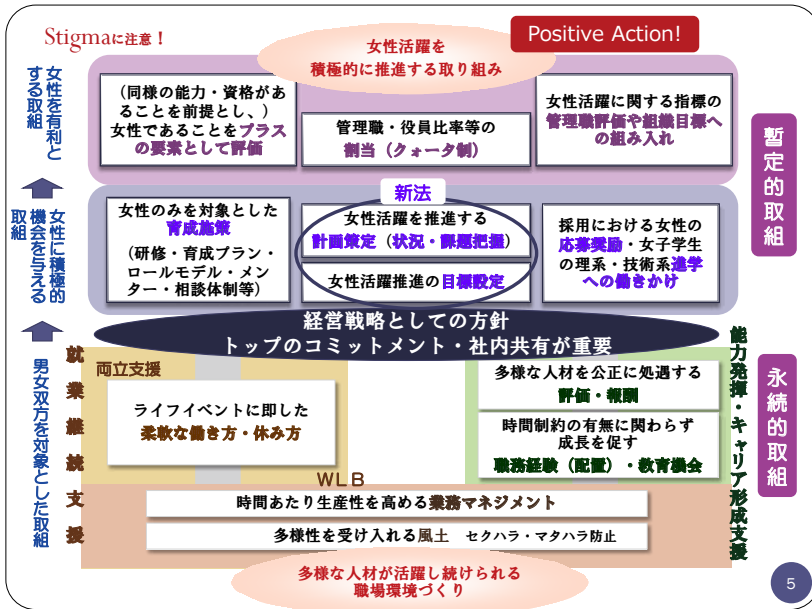 Stigmaに注意！
女性活躍を
積極的に推進する取り組み
Positive Action!
女性を有利と
する取組
（同様の能力・資格があ
ることを前提とし、）
女性であることをプラス
の要素として評価
管理職・役員比率等の
割当（クォータ制）
女性活躍に関する指標の
管理職評価や組織目標へ
の組み入れ
暫定的取組
女性に積極的
機会を与える
取組
新法
女性のみを対象とした
育成施策
（研修・育成プラン・
ロールモデル・メン
ター・相談体制等）
女性活躍を推進する
計画策定（状況・課題把握）
女性活躍推進の目標設定
採用における女性の
応募奨励・女子学生
の理系・技術系進学
への働きかけ
経営戦略としての方針
トップのコミットメント・社内共有が重要
男女双方を対象とした取組
就業継続支援
両立支援
ライフイベントに即した
柔軟な働き方・休み方
多様な人材を公正に処遇する
評価・報酬
時間制約の有無に関わらず
成長を促す
職務経験（配置）・教育機会
能力発揮・キャリア形成支援
永続的取組
ＷＬＢ
時間あたり生産性を高める業務マネジメント
多様性を受け入れる風土　セクハラ・マタハラ防止
多様な人材が活躍し続けられる
職場環境づくり
5